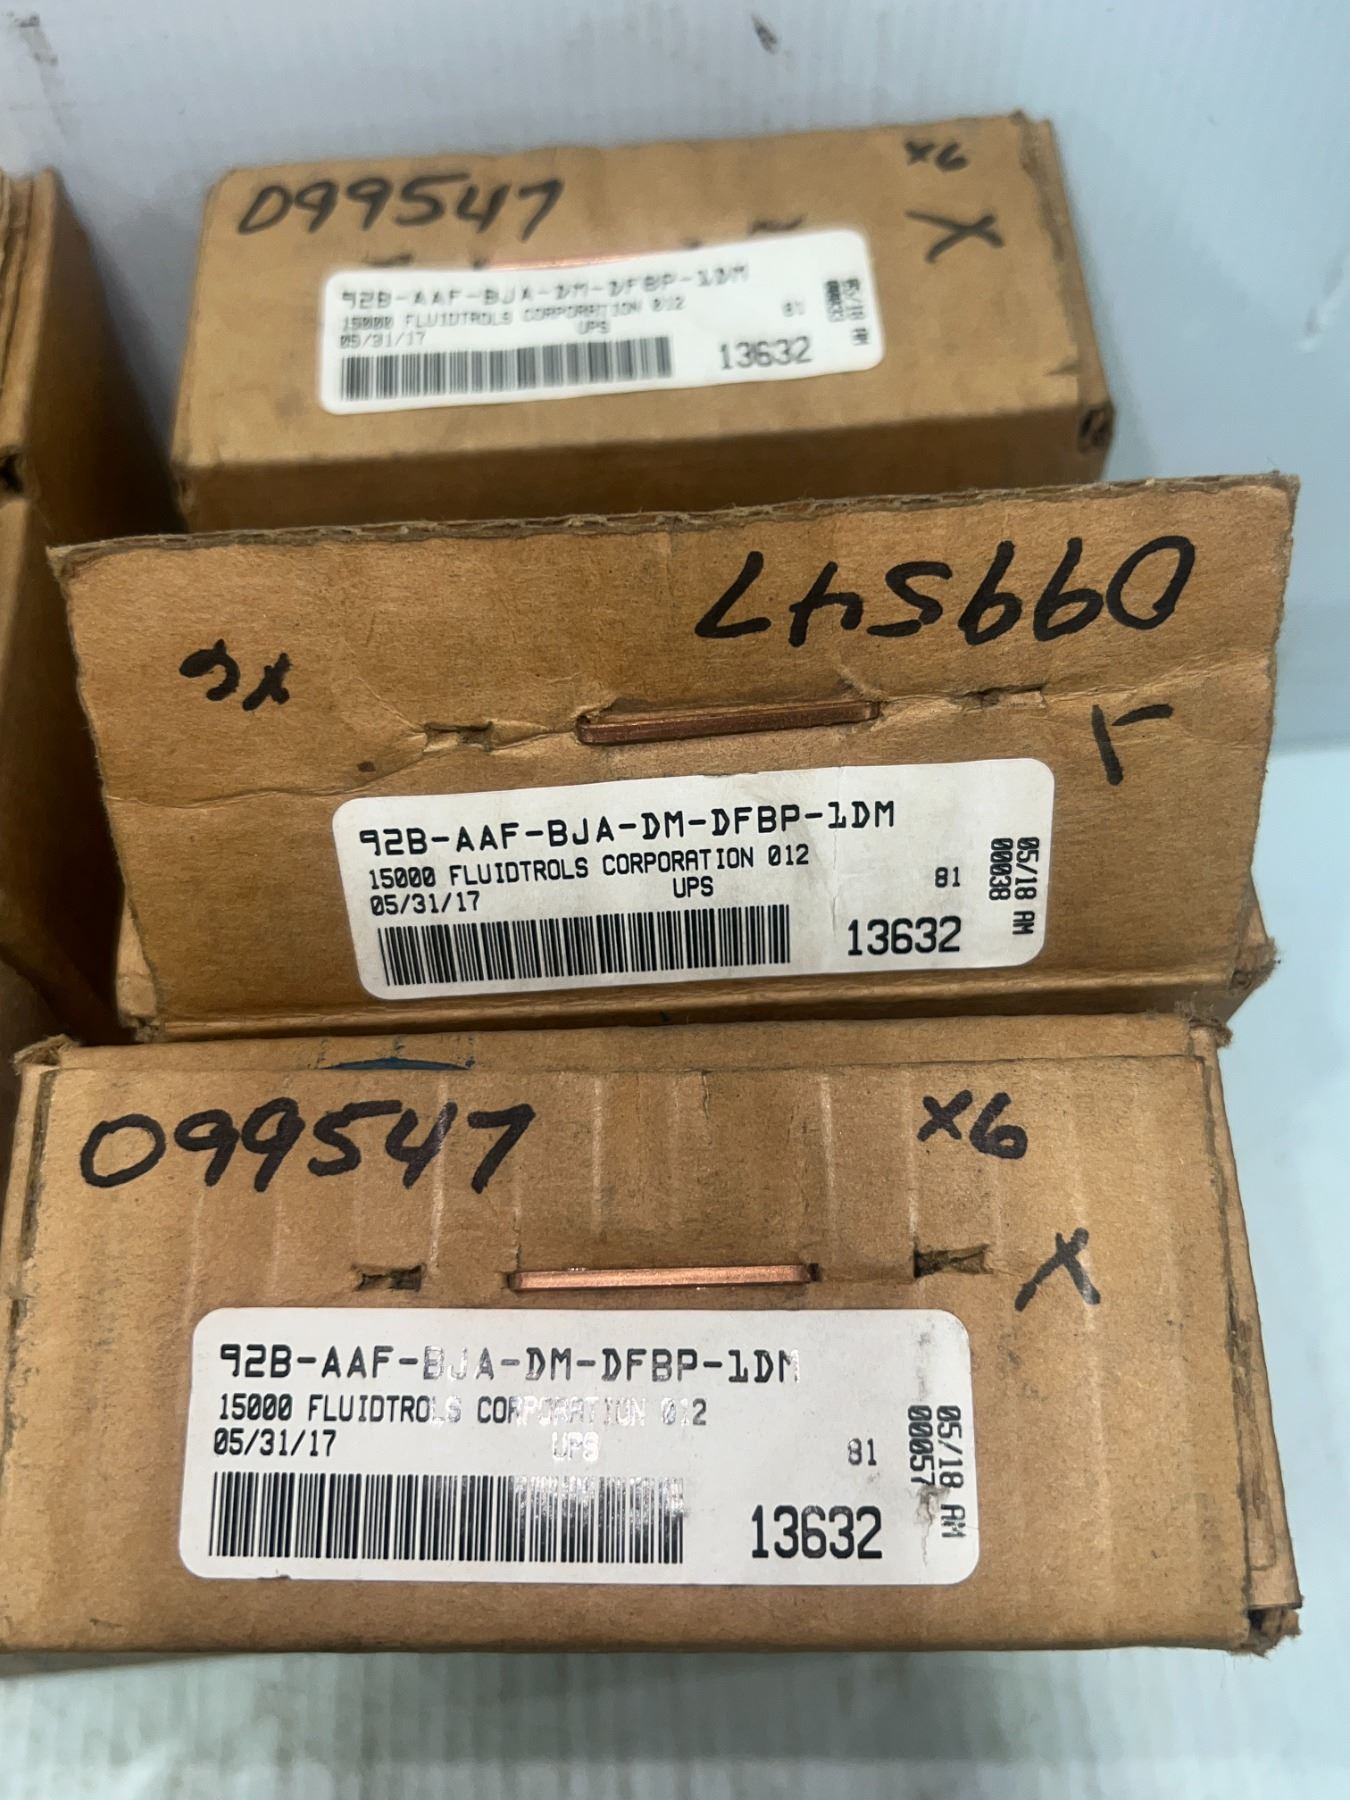 099547
x6
X
92B-AAF-BJA-DM-DFBP-1DM
15000 FLUIDTROLS CORPORATION 012
81
05/31/17
UPS
13632
05/18 AM
099547
x6
92B-AAF-BJA-DM-DFBP-1DM
15000 FLUIDTROLS CORPORATION 012
81
05/31/17
UPS
13632
05/18 AM
00038
099547
x6
X
92B-AAF-BJA-DM-DFBP-1DM
15000 FLUIDTROLS CORPORATION 012
05/31/17
UPS
81
13632
05/18 AM
00057